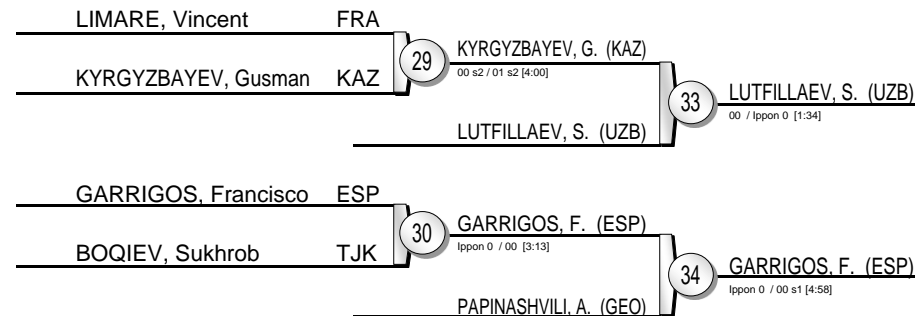 LIMARE, Vincent FRA
29
KYRGYZBAYEV, G. (KAZ)
00 s2 / 01 s2 [4:00]
KYRGYZBAYEV, Gusman KAZ
33
LUTFILLAEV, S. (UZB)
00 / Ippon 0 [1:34]
LUTFILLAEV, S. (UZB)
GARRIGOS, Francisco ESP
30
GARRIGOS, F. (ESP)
Ippon 0 / 00 [3:13]
BOQIEV, Sukhrob TJK
34
GARRIGOS, F. (ESP)
Ippon 0 / 00 s1 [4:58]
PAPINASHVILI, A. (GEO)